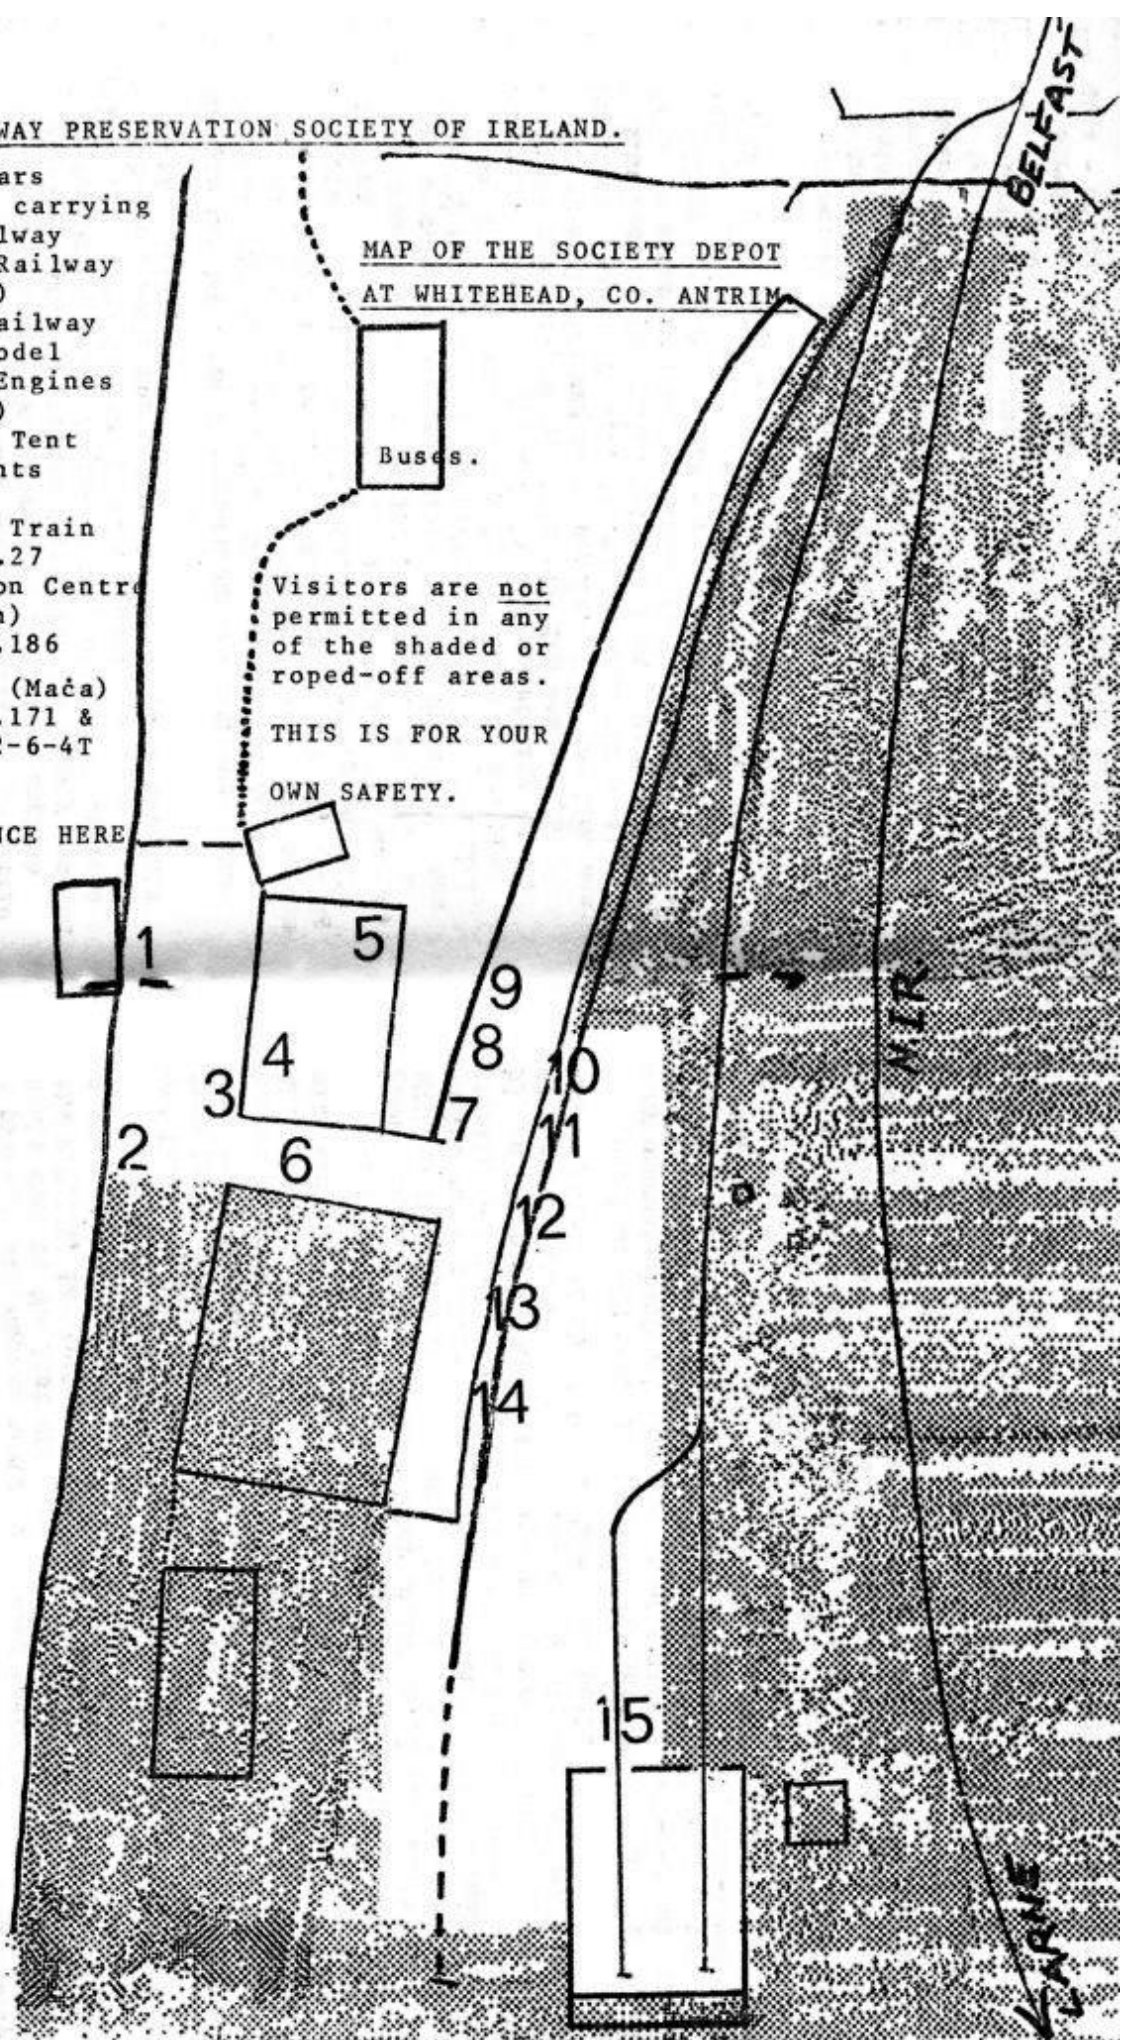 WAY PRESERVATION SOCIETY OF IRELAND.
BELFAST
ars
carrying
lway
Railway
)
ailway
odel
Engines
)
Tent
nts
Train
.27
on Centre
n)
.186
(Maċa)
.171 &
2-6-4T
NCE HERE
MAP OF THE SOCIETY DEPOT
AT WHITEHEAD, CO. ANTRIM
Buses.
Visitors are not
permitted in any
of the shaded or
roped-off areas.
THIS IS FOR YOUR
OWN SAFETY.
1
5
9
N.I.R.
4
8
10
3
7
11
2
6
12
13
14
15
LARNE